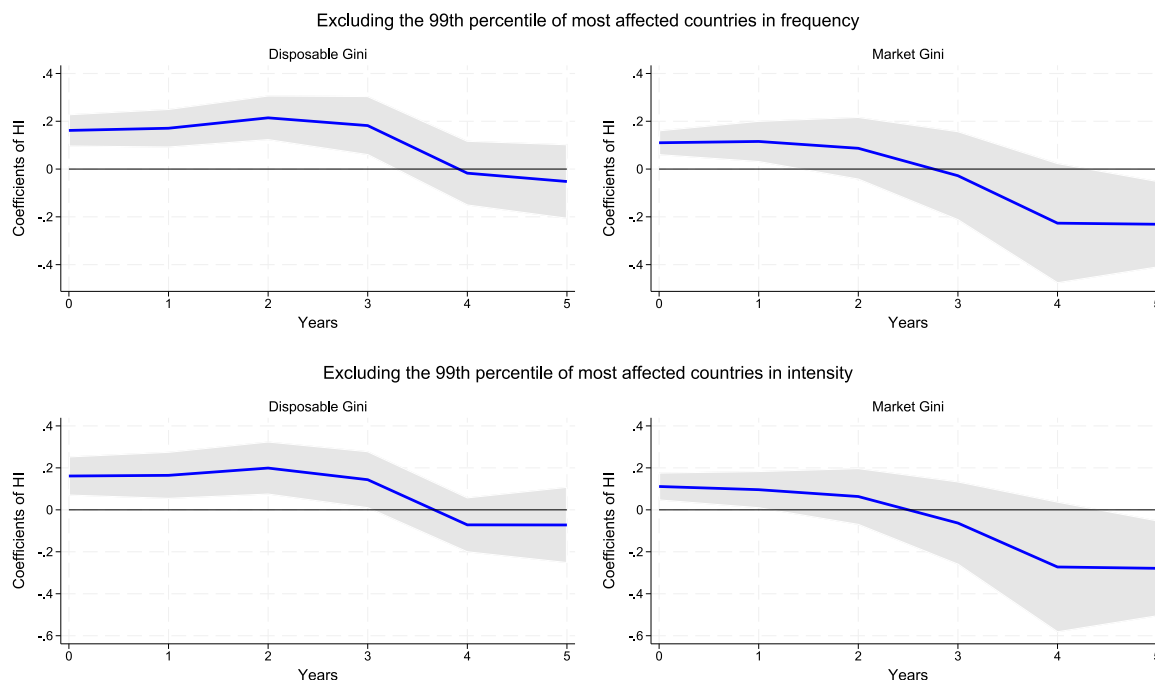 Excluding the 99th percentile of most affected countries in frequency
Disposable Gini
Market Gini
Coefficients of HI
.4
.2
0
-.2
-.4
0 1 2 3 4 5
Years
Coefficients of HI
.4
.2
0
-.2
-.4
0 1 2 3 4 5
Years
Excluding the 99th percentile of most affected countries in intensity
Disposable Gini
Market Gini
Coefficients of HI
.4
.2
0
-.2
-.4
-.6
0 1 2 3 4 5
Years
Coefficients of HI
.4
.2
0
-.2
-.4
-.6
0 1 2 3 4 5
Years